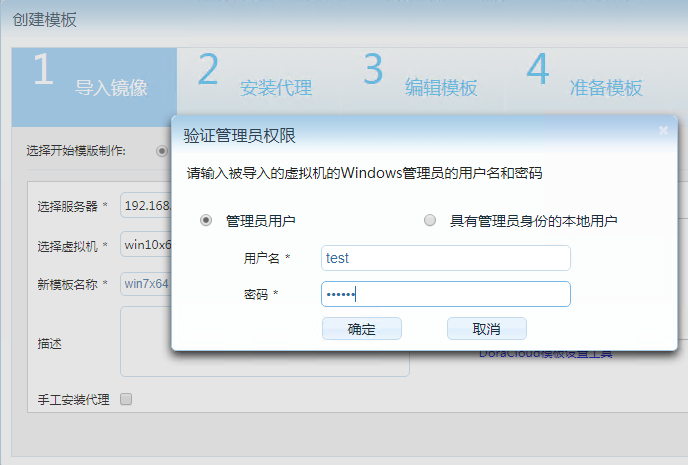 创建模板
1 导入镜像
2 安装代理
3 编辑模板
4 准备模板
选择开始模版制作:
验证管理员权限
请输入被导入的虚拟机的Windows管理员的用户名和密码
管理员用户
具有管理员身份的本地用户
用户名 * test
密码 * ••••••
确定
取消
选择服务器 * 192.168
选择虚拟机 * win10x6
新模板名称 * win7x64
描述
DoraCloud模板设置工具
手工安装代理